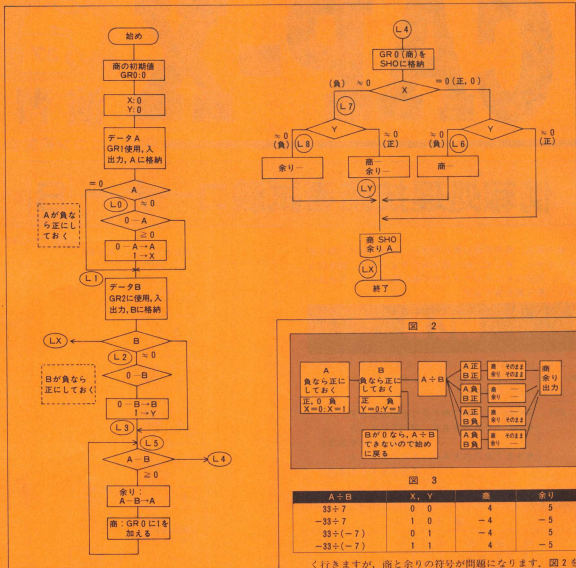 始め
商の初期値
GR0:0
X:0
Y:0
データA
GR1使用,入
出力,Aに格納
=0
A
L0
≒0
Aが負な
ら正にし
ておく
0-A
≧0
0-A→A
1→X
L1
データB
GR2に使用,入
出力,Bに格納
LX
B
L2
≒0
Bが負なら
正にしておく
0-B
0-B→B
1→Y
L3
L5
A-B
L4
≧0
余り:
A-B→A
商:GR0に1を
加える
L4
GR0(商)を
SHOに格納
(負) ≒0
X
=0(正,0)
L7
≒0
(負)
L8
Y
≒0
(正)
≒0
(負)
L6
Y
≒0
(正)
余り―
商―
余り―
商―
LY
商 SHO
余り A
LX
終了
図 2
A
負なら正に
しておく
正,0 負
X=0:X=1
B
負なら正に
しておく
正 負
Y=0:Y=1
A÷B
A正
B正
商 そのまま
余り そのまま
A負
B正
商 ―
余り ―
A正
B負
商 ―
余り そのまま
A負
B負
商 そのまま
余り ―
商
余り
出力
Bが0なら,A÷B
できないので始め
に戻る
図 3
A÷B X,Y 商 余り
33÷7 0 0 4 5
-33÷7 1 0 -4 -5
33÷(-7) 0 1 -4 5
-33÷(-7) 1 1 4 -5
く行きますが,商と余りの符号が問題になります.図2を